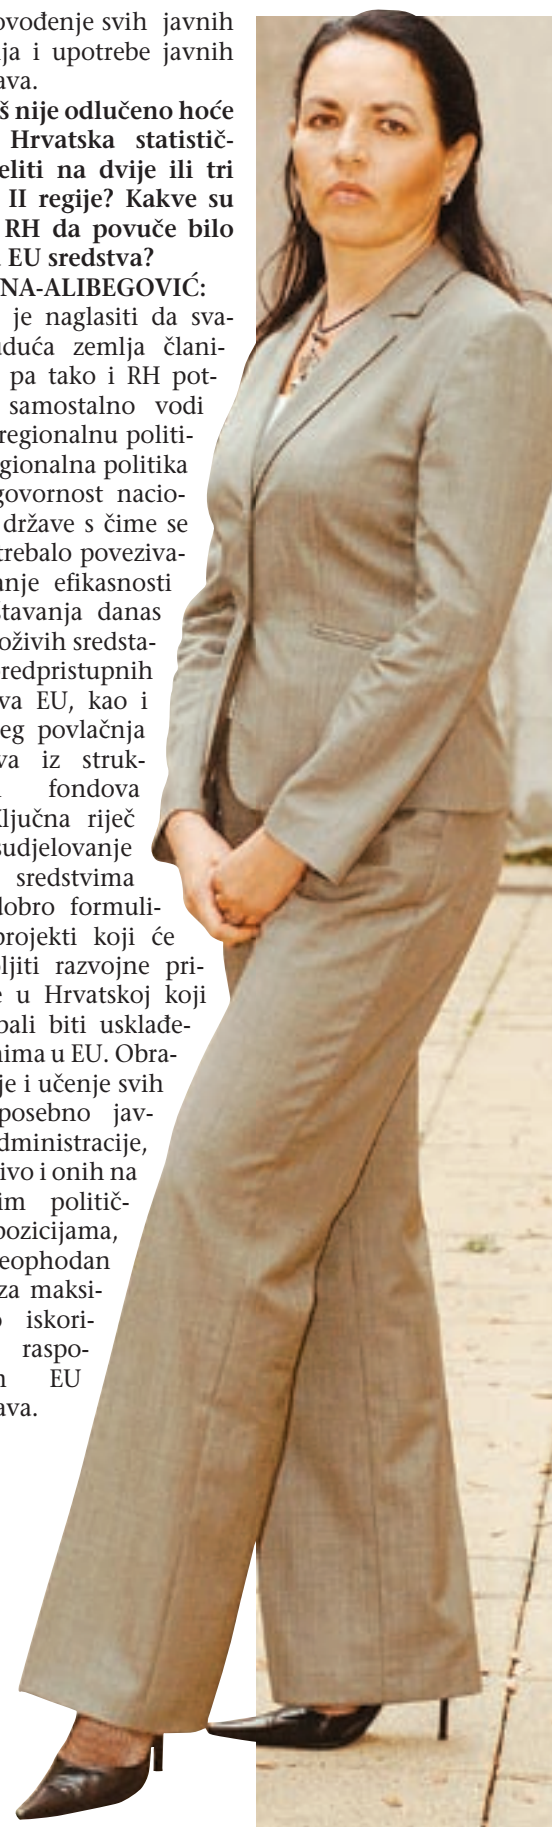 ovođenje svih javnih
ja i upotrebe javnih
ava.
š nije odlučeno hoće
Hrvatska statistič-
eliti na dvije ili tri
II regije? Kakve su
RH da povuče bilo
EU sredstva?
NA-ALIBEGOVIĆ:
je naglasiti da sva-
duća zemlja člani-
pa tako i RH pot-
samostalno vodi
regionalnu politi-
gionalna politika
govornost nacio-
države s čime se
trebalo poveziva-
anje efikasnosti
stavanja danas
oživih sredsta-
redpristupnih
va EU, kao i
eg povlačnja
va iz struk-
fondova
ljučna riječ
sudjelovanje
sredstvima
dobro formuli-
projekti koji će
ljiti razvojne pri-
e u Hrvatskoj koji
bali biti usklađe-
nima u EU. Obra-
je i učenje svih
posebno jav-
dministracije,
ivo i onih na
im politič-
pozicijama,
eophodan
za maksi-
o iskori-
raspo-
EU
ava.